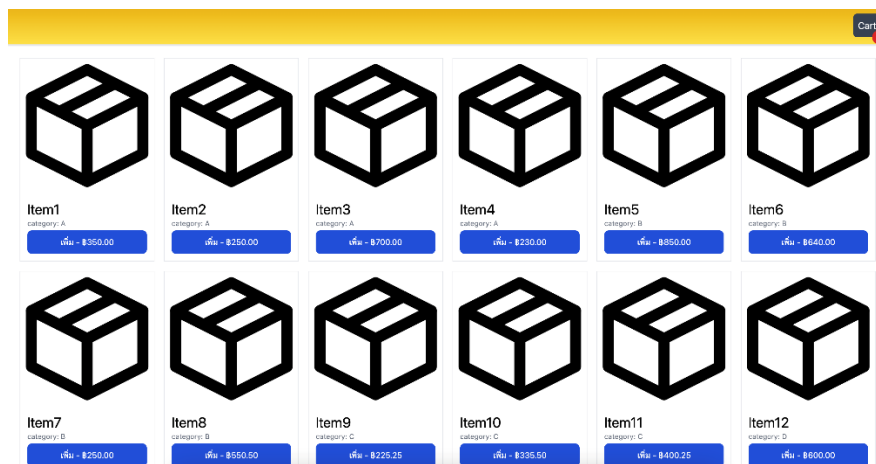 Cart
Item1
category: A
เพิ่ม - ฿350.00
Item2
category: A
เพิ่ม - ฿250.00
Item3
category: A
เพิ่ม - ฿700.00
Item4
category: A
เพิ่ม - ฿230.00
Item5
category: B
เพิ่ม - ฿850.00
Item6
category: B
เพิ่ม - ฿640.00
Item7
category: B
เพิ่ม - ฿250.00
Item8
category: B
เพิ่ม - ฿550.50
Item9
category: C
เพิ่ม - ฿225.25
Item10
category: C
เพิ่ม - ฿335.50
Item11
category: C
เพิ่ม - ฿400.25
Item12
category: D
เพิ่ม - ฿600.00